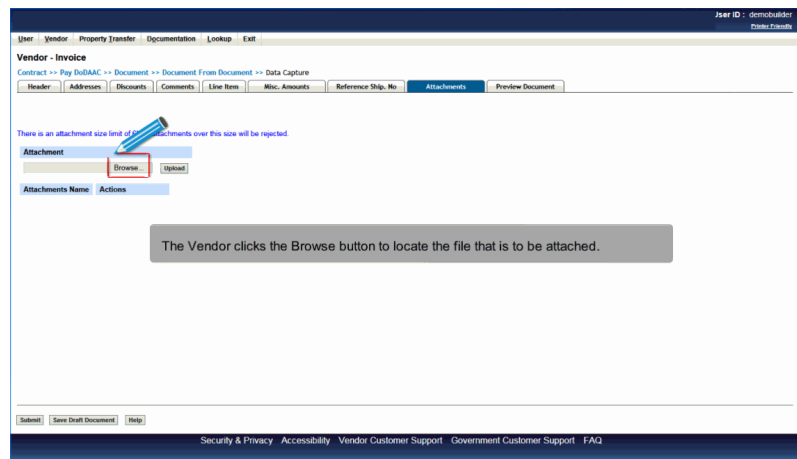 User ID : demobuilder
Printer Friendly
User Vendor Property Transfer Documentation Lookup Exit
Vendor - Invoice
Contract >> Pay DoDAAC >> Document >> Document From Document >> Data Capture
Header Addresses Discounts Comments Line Item Misc. Amounts Reference Ship. No Attachments Preview Document
There is an attachment size limit of attachments over this size will be rejected.
Attachment
Browse... Upload
Attachments Name Actions
The Vendor clicks the Browse button to locate the file that is to be attached.
Submit Save Draft Document Help
Security & Privacy Accessibility Vendor Customer Support Government Customer Support FAQ